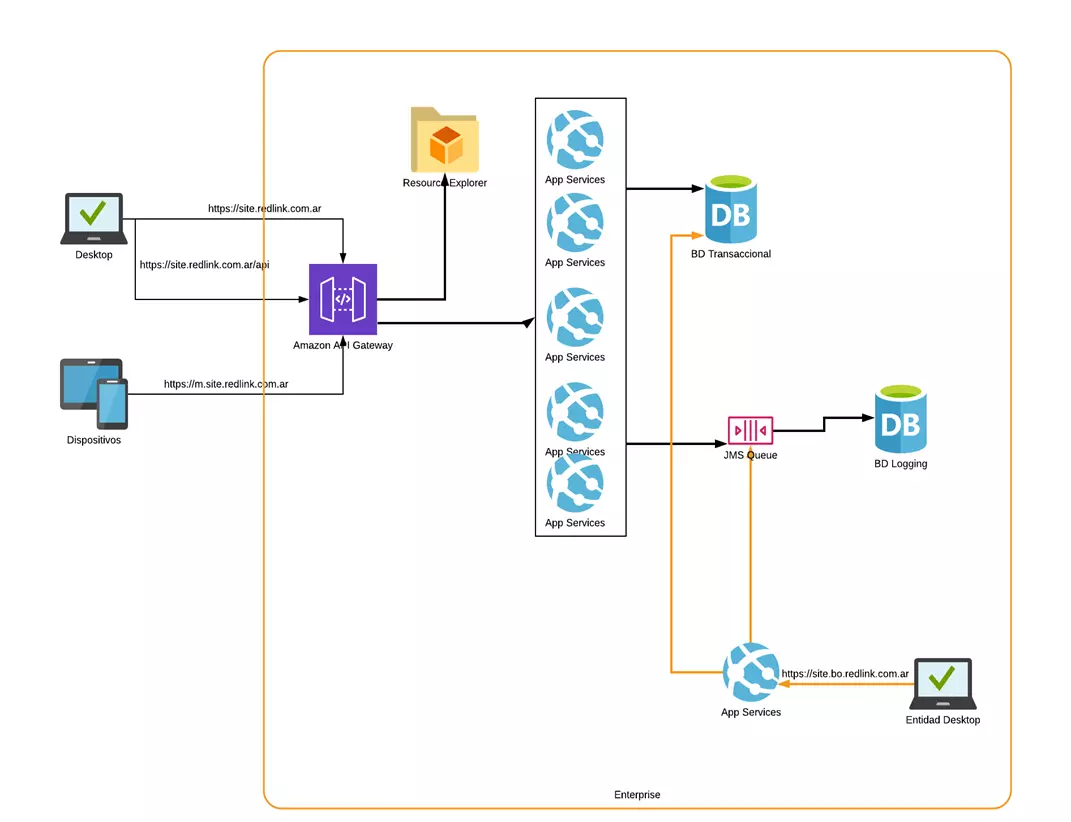 Resource Explorer
App Services
DB
https://site.redlink.com.ar
Desktop
https://site.redlink.com.ar/api
App Services
BD Transaccional
Amazon API Gateway
App Services
https://m.site.redlink.com.ar
Dispositivos
App Services
DB
JMS Queue
BD Logging
App Services
https://site.bo.redlink.com.ar
App Services
Entidad Desktop
Enterprise